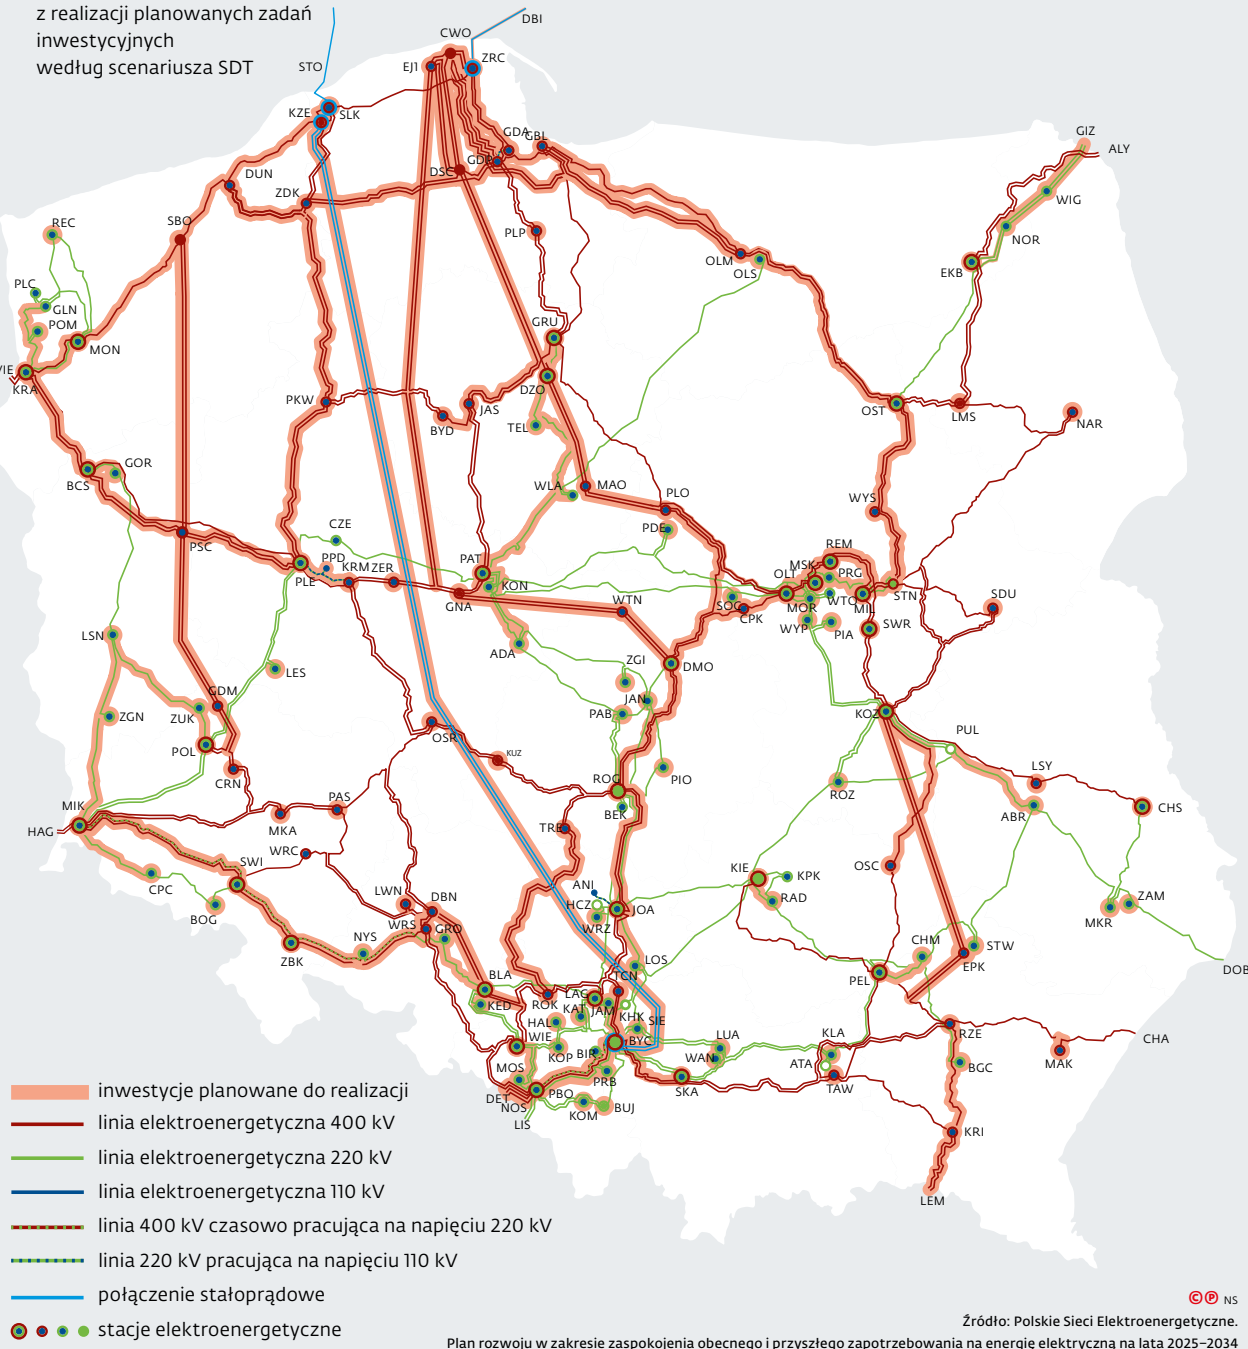 z realizacji planowanych zadań
inwestycyjnych
według scenariusza SDT
DBI
CWO
STO
EJ1
ZRC
KZE
SLK
GDA
GBL
GIZ
ALY
DUN
DSC
ZDK
WIG
SBO
REC
PLP
NOR
OLM
OLS
EKB
PLC
GLN
POM
MON
GRU
KRA
DZO
PKW
JAS
BYD
TEL
OST
LMS
NAR
GOR
BCS
WLA
MAO
PLO
WYS
PDE
CZE
PSC
PPD
PLE
KRM
ZER
PAT
KON
GNA
REM
MSK
OLT
PRG
MOR
WTO
MIL
STN
SDU
SOC
CPK
WTN
WYP
PIA
SWR
LSN
ADA
ZGI
DMO
LES
JAN
GDM
ZGN
ZUK
PAB
KOZ
POL
OSR
KUZ
PUL
CRN
ROG
PIO
ROZ
LSY
MIK
PAS
BEK
ABR
CHS
HAG
MKA
TRE
WRC
SWI
OSC
CPC
KIE
KPK
ANI
BOG
LWN
DBN
HCZ
JOA
RAD
ZAM
MKR
WRS
GRO
WRZ
NYS
ZBK
CHM
STW
LOS
EPK
DOB
BLA
TCN
PEL
KED
ROK
LAG
KAT
JAM
HAL
KHK
SIE
RZE
WIE
BYC
LUA
KLA
CHA
KOP
BIR
WAN
ATA
MAK
BGC
MOS
PRB
DET
PBO
SKA
TAW
NOS
KOM
BUJ
LIS
KRI
LEM
inwestycje planowane do realizacji
linia elektroenergetyczna 400 kV
linia elektroenergetyczna 220 kV
linia elektroenergetyczna 110 kV
linia 400 kV czasowo pracująca na napięciu 220 kV
linia 220 kV pracująca na napięciu 110 kV
połączenie stałoprądowe
stacje elektroenergetyczne
©℗ NS
Źródło: Polskie Sieci Elektroenergetyczne.
Plan rozwoju w zakresie zaspokojenia obecnego i przyszłego zapotrzebowania na energię elektryczną na lata 2025–2034